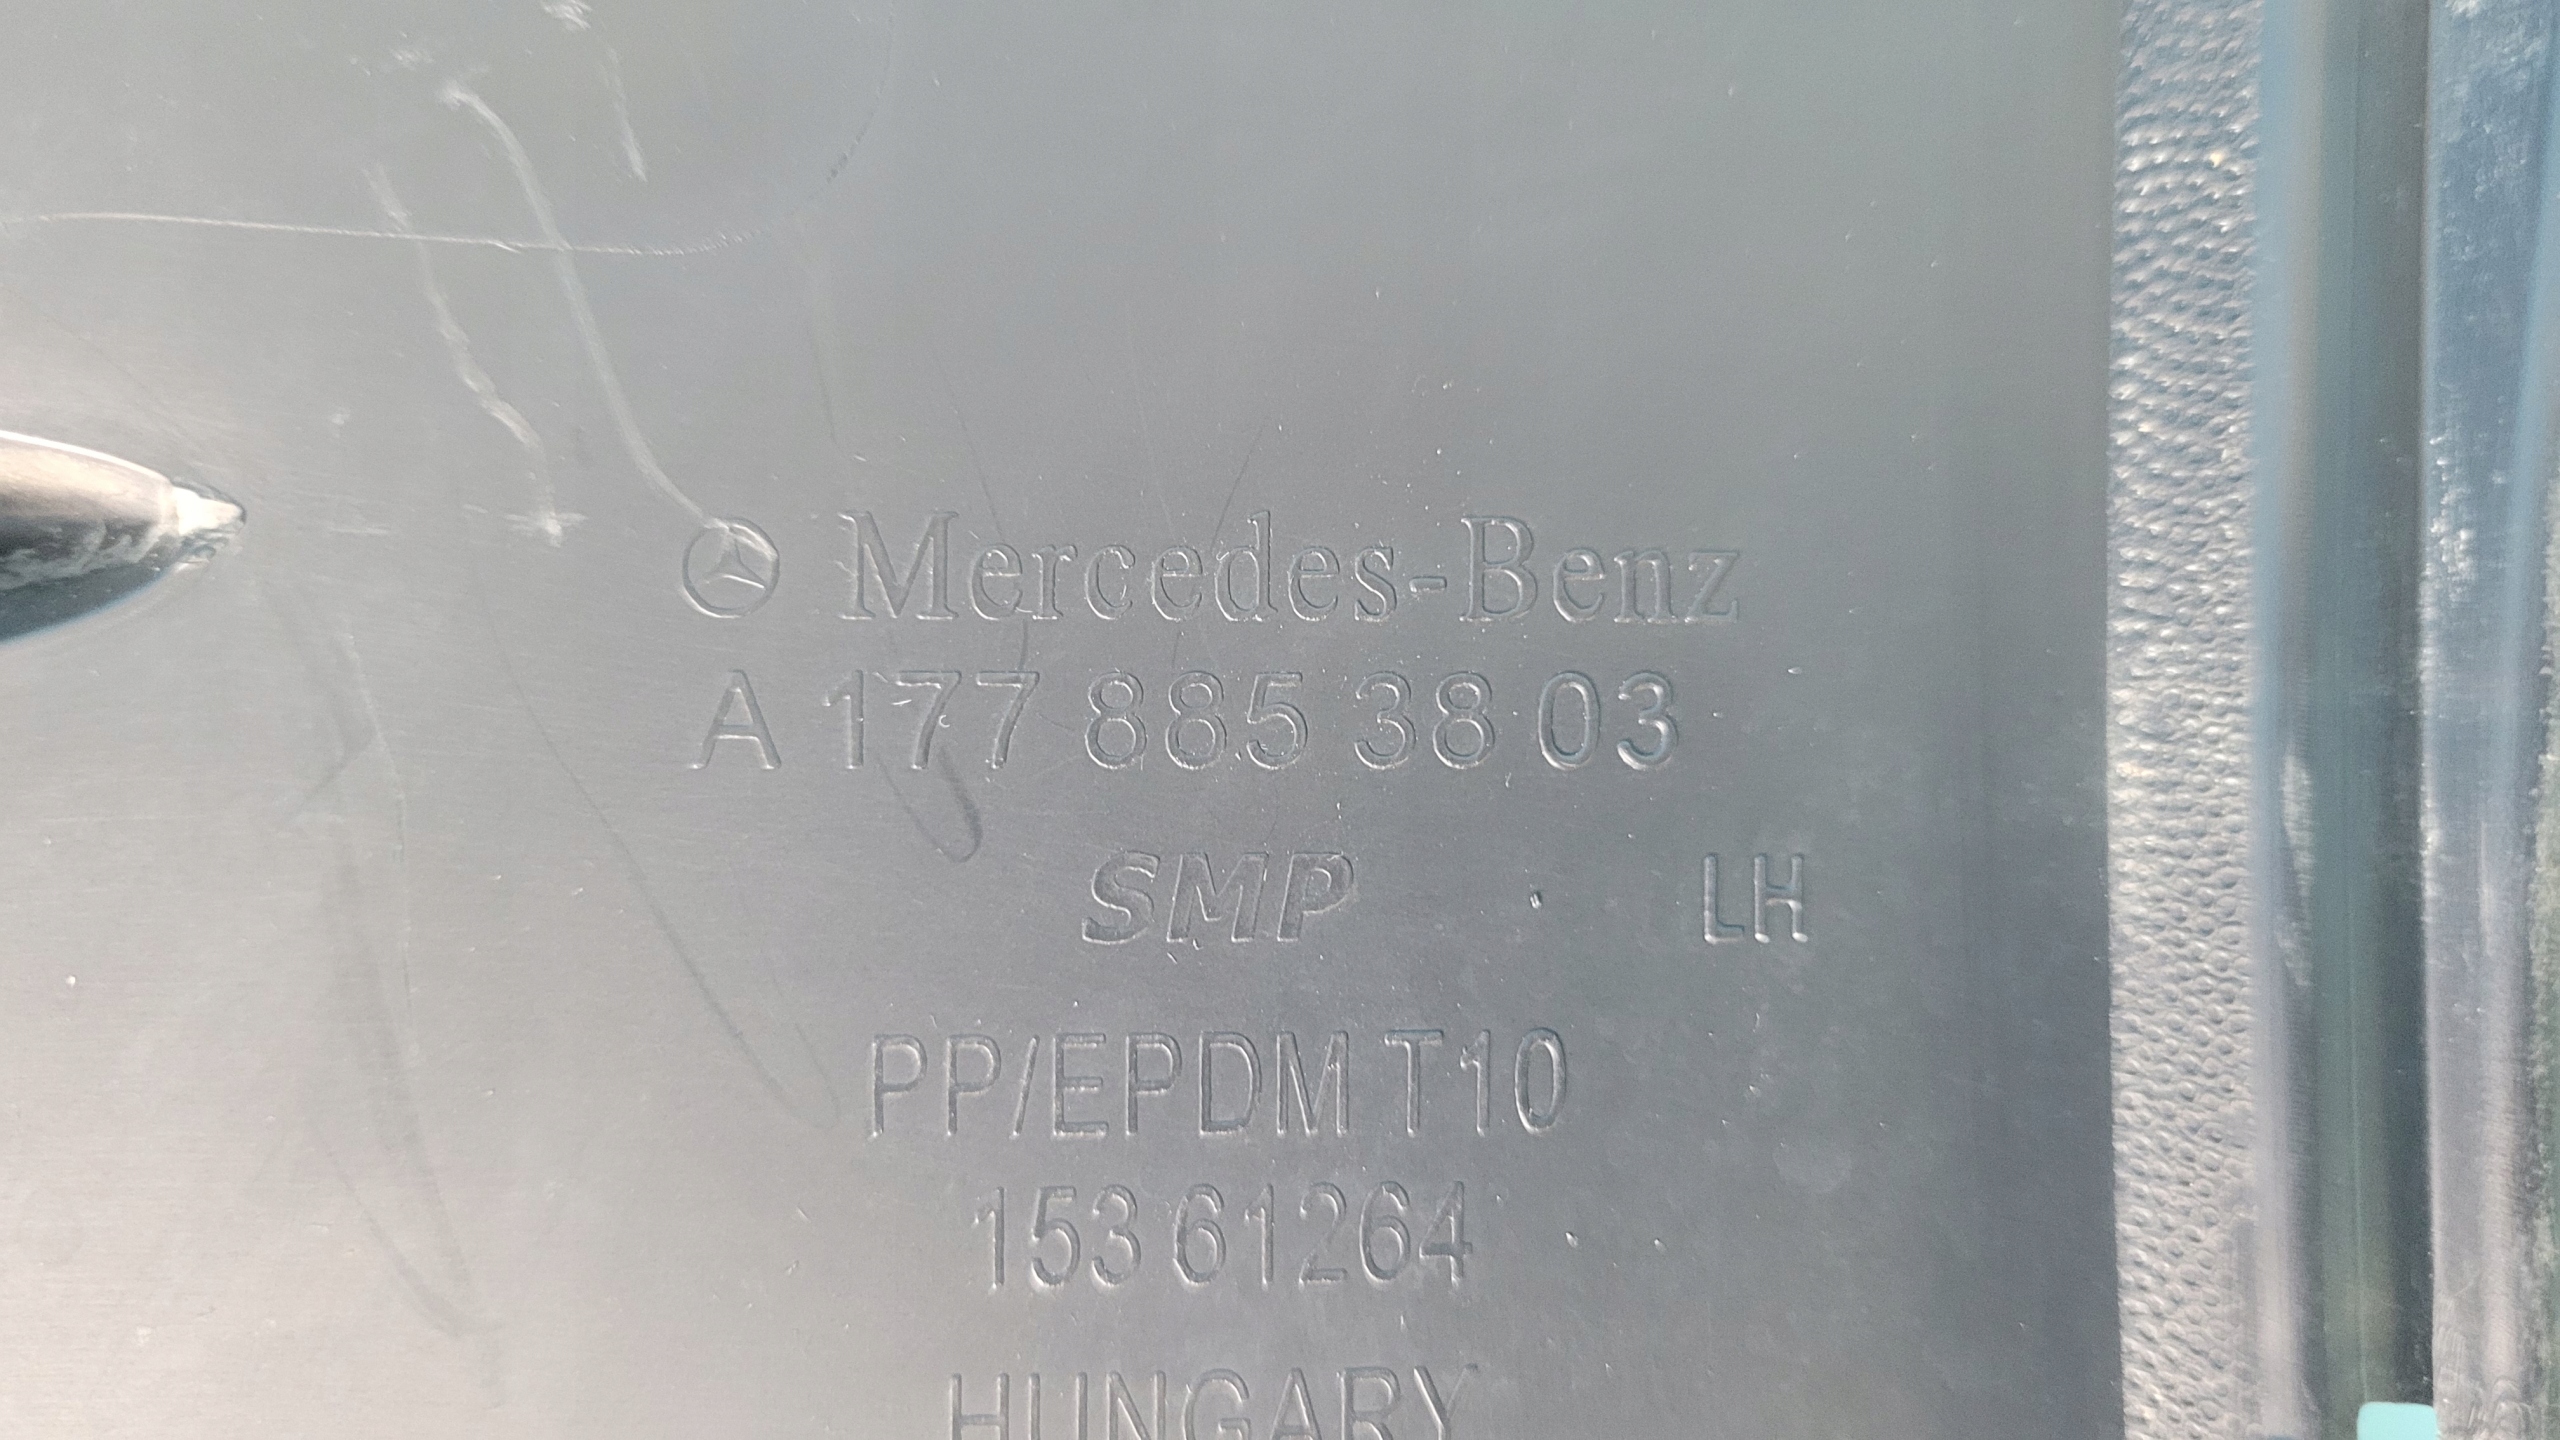 Mercedes-Benz
A 177 885 38 03
SMP LH
PP/EPDM T10
153 61264
HUNGARY